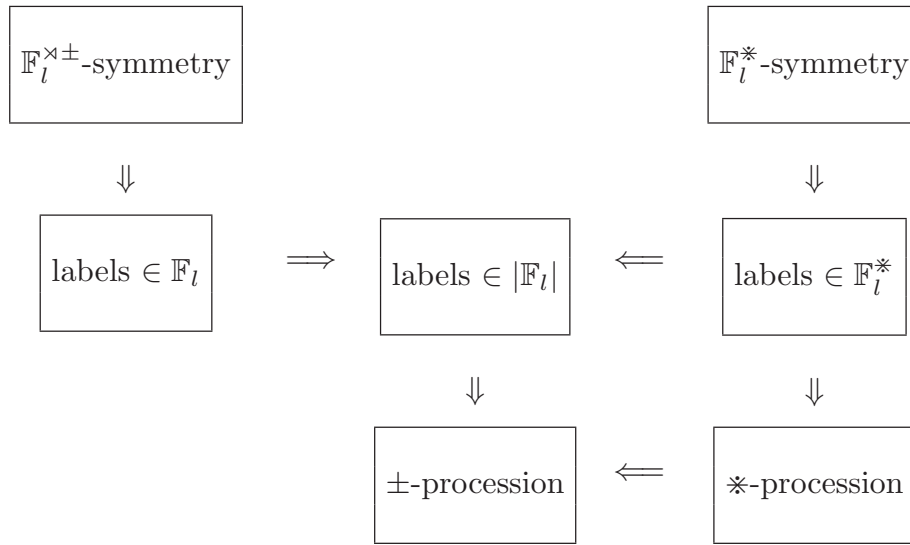 𝔽_l^{⋊±}-symmetry 𝔽_l^⋇-symmetry
⇓ ⇓
labels ∈ 𝔽_l ⟹ labels ∈ |𝔽_l| ⟸ labels ∈ 𝔽_l^⋇
⇓ ⇓
±-procession ⟸ ⋇-procession